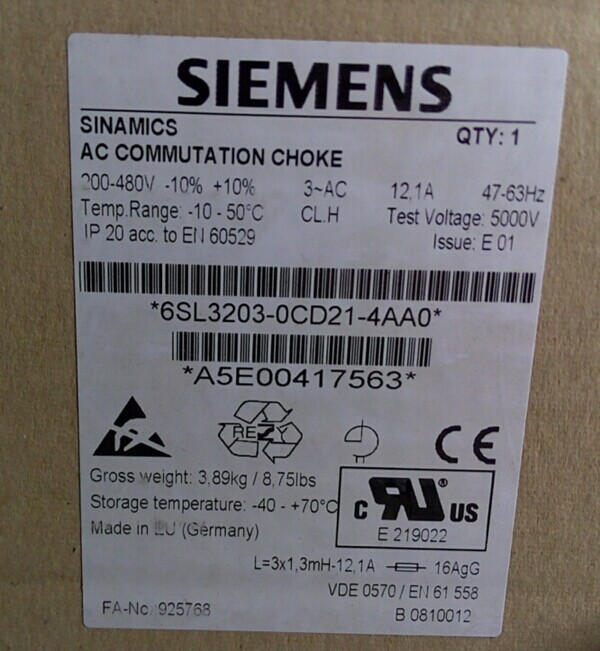 SIEMENS
SINAMICS QTY: 1
AC COMMUTATION CHOKE
200-480V -10% +10% 3~AC 12,1A 47-63Hz
Temp.Range: -10 - 50°C CL.H Test Voltage: 5000V
IP 20 acc. to EN 60529 Issue: E 01
*6SL3203-0CD21-4AA0*
*A5E00417563*
REZY
CE
Gross weight: 3,89kg / 8,75lbs
Storage temperature: -40 - +70°C
Made in EU (Germany)
C RU ® US
E 219022
L=3x1,3mH-12,1A 16AgG
VDE 0570 / EN 61 558
FA-No. 925768 B 0810012